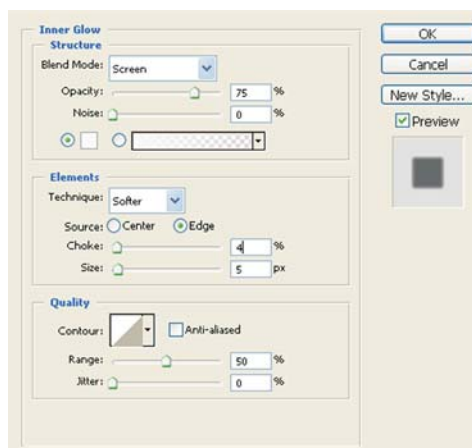 Inner Glow
Structure
Blend Mode: Screen
Opacity: 75 %
Noise: 0 %
Elements
Technique: Softer
Source: Center Edge
Choke: 4 %
Size: 5 px
Quality
Contour: Anti-aliased
Range: 50 %
Jitter: 0 %
OK
Cancel
New Style...
Preview